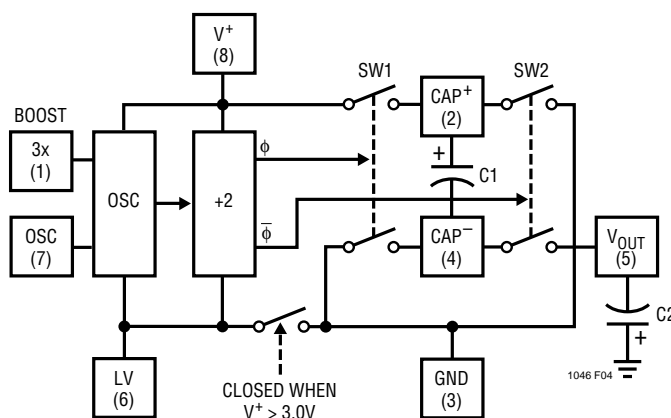 V+
(8)
SW1
SW2
BOOST
3x
(1)
OSC
(7)
OSC
+2
ϕ
ϕ̅
CAP+
(2)
+
C1
CAP−
(4)
VOUT
(5)
C2
+
LV
(6)
CLOSED WHEN
V+ > 3.0V
GND
(3)
1046 F04